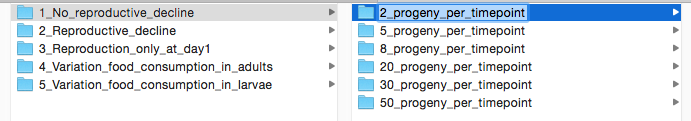 1_No_reproductive_decline
2_Reproductive_decline
3_Reproduction_only_at_day1
4_Variation_food_consumption_in_adults
5_Variation_food_consumption_in_larvae
2_progeny_per_timepoint
5_progeny_per_timepoint
8_progeny_per_timepoint
20_progeny_per_timepoint
30_progeny_per_timepoint
50_progeny_per_timepoint